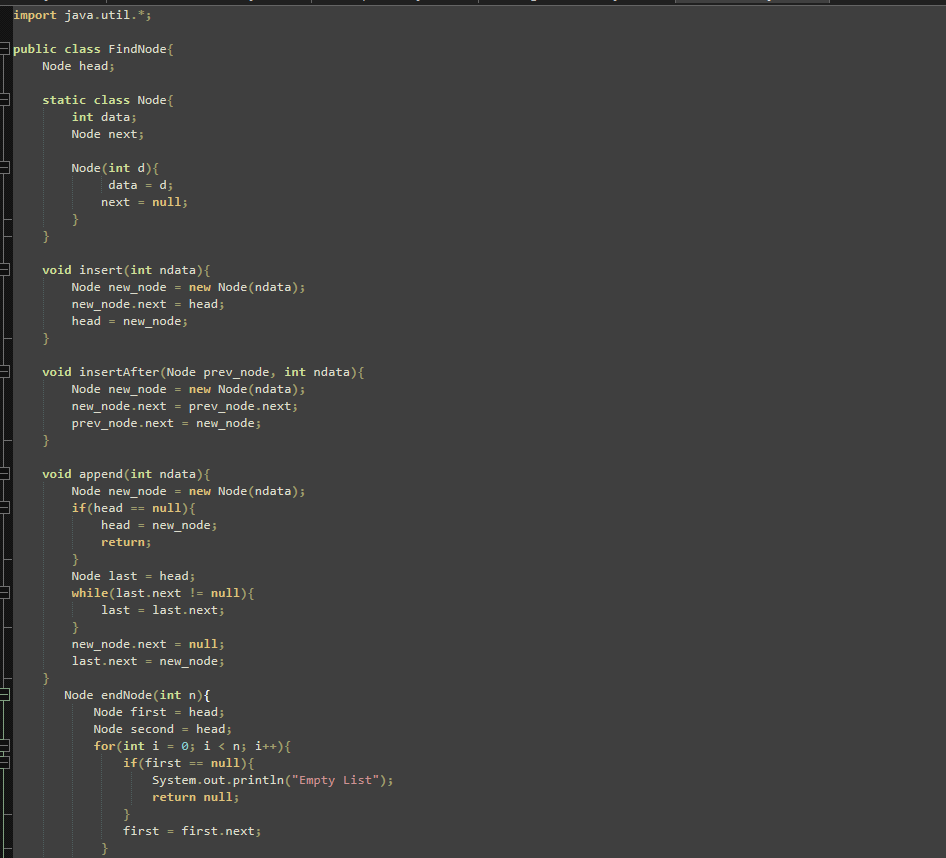 import java.util.*;
public class FindNode{
Node head;
static class Node{
int data;
Node next;
Node(int d){
data = d;
next = null;
}
}
void insert(int ndata){
Node new_node = new Node(ndata);
new_node.next = head;
head = new_node;
}
void insertAfter(Node prev_node, int ndata){
Node new_node = new Node(ndata);
new_node.next = prev_node.next;
prev_node.next = new_node;
}
void append(int ndata){
Node new_node = new Node(ndata);
if(head == null){
head = new_node;
return;
}
Node last = head;
while(last.next != null){
last = last.next;
}
new_node.next = null;
last.next = new_node;
}
Node endNode(int n){
Node first = head;
Node second = head;
for(int i = 0; i < n; i++){
if(first == null){
System.out.println("Empty List");
return null;
}
first = first.next;
}